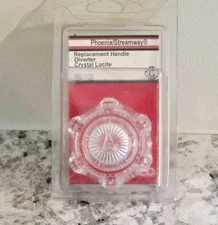 Phoenix/Streamway®
Replacement Handle
Diverter
Crystal Lucite